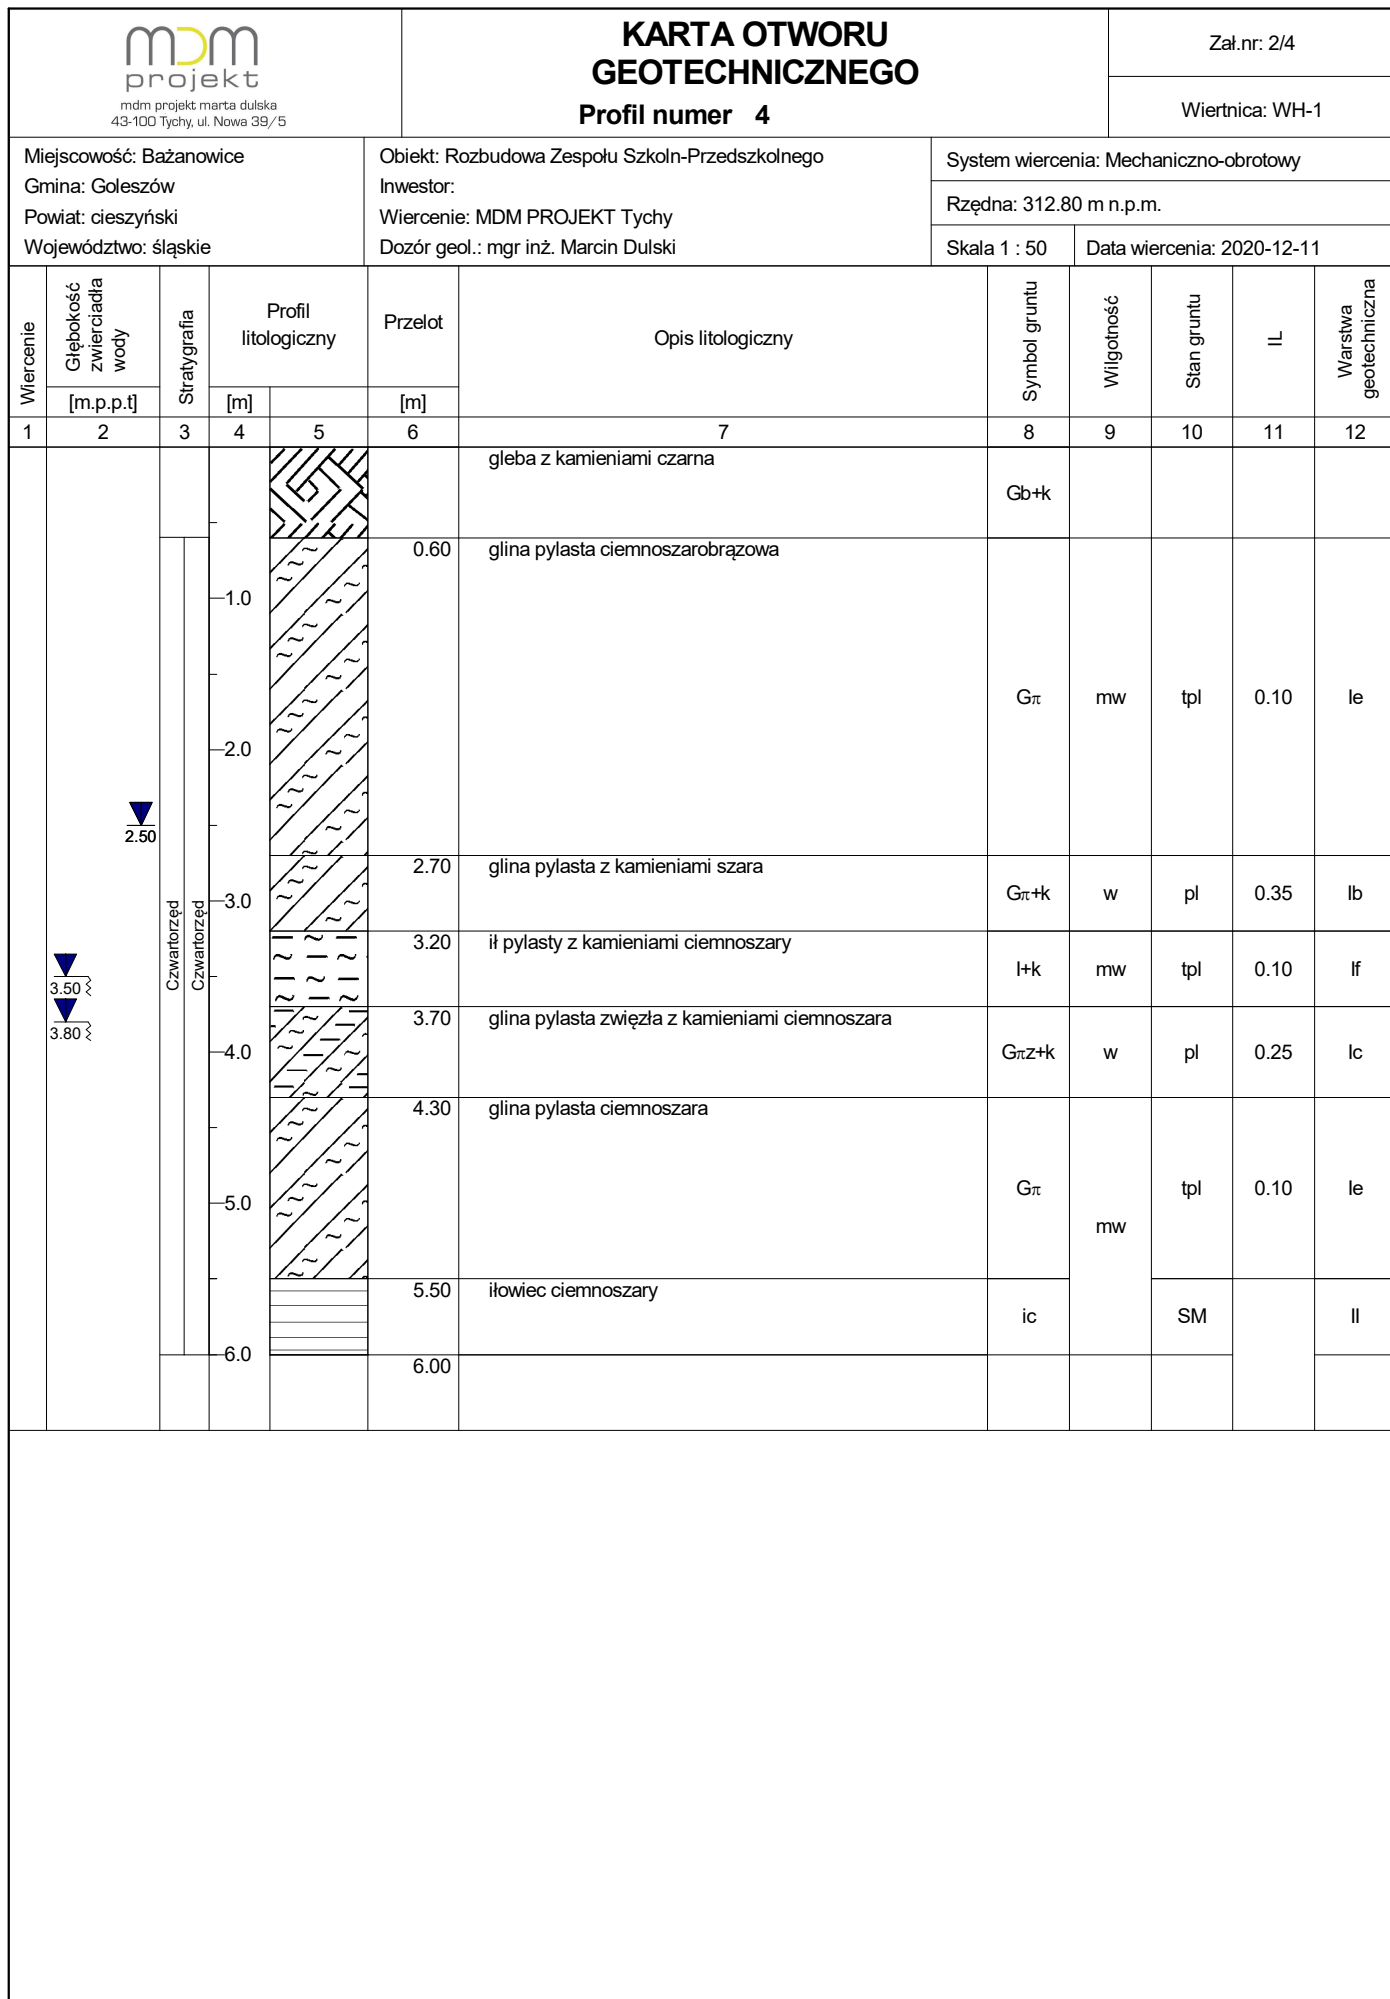 mdm
projekt
mdm projekt marta dulska
43-100 Tychy, ul. Nowa 39/5
KARTA OTWORU
GEOTECHNICZNEGO
Profil numer 4
Zał.nr: 2/4
Wiertnica: WH-1
Miejscowość: Bażanowice
Gmina: Goleszów
Powiat: cieszyński
Województwo: śląskie
Obiekt: Rozbudowa Zespołu Szkoln-Przedszkolnego
Inwestor:
Wiercenie: MDM PROJEKT Tychy
Dozór geol.: mgr inż. Marcin Dulski
System wiercenia: Mechaniczno-obrotowy
Rzędna: 312.80 m n.p.m.
Skala 1 : 50 Data wiercenia: 2020-12-11
Wiercenie
Głębokość
zwierciadła
wody
[m.p.p.t]
Stratygrafia
Profil
litologiczny
[m]
Przelot
[m]
Opis litologiczny
Symbol gruntu
Wilgotność
Stan gruntu
IL
Warstwa
geotechniczna
1 2 3 4 5 6 7 8 9 10 11 12
gleba z kamieniami czarna
Gb+k
0.60 glina pylasta ciemnoszarobrązowa
1.0
Gπ mw tpl 0.10 Ie
2.0
2.50
2.70 glina pylasta z kamieniami szara
3.0
Gπ+k w pl 0.35 Ib
Czwartorzęd
Czwartorzęd
3.20 ił pylasty z kamieniami ciemnoszary
I+k mw tpl 0.10 If
3.50
3.70 glina pylasta zwięzła z kamieniami ciemnoszara
3.80
4.0
Gπz+k w pl 0.25 Ic
4.30 glina pylasta ciemnoszara
Gπ tpl 0.10 Ie
5.0
mw
5.50 iłowiec ciemnoszary
ic SM II
6.0
6.00